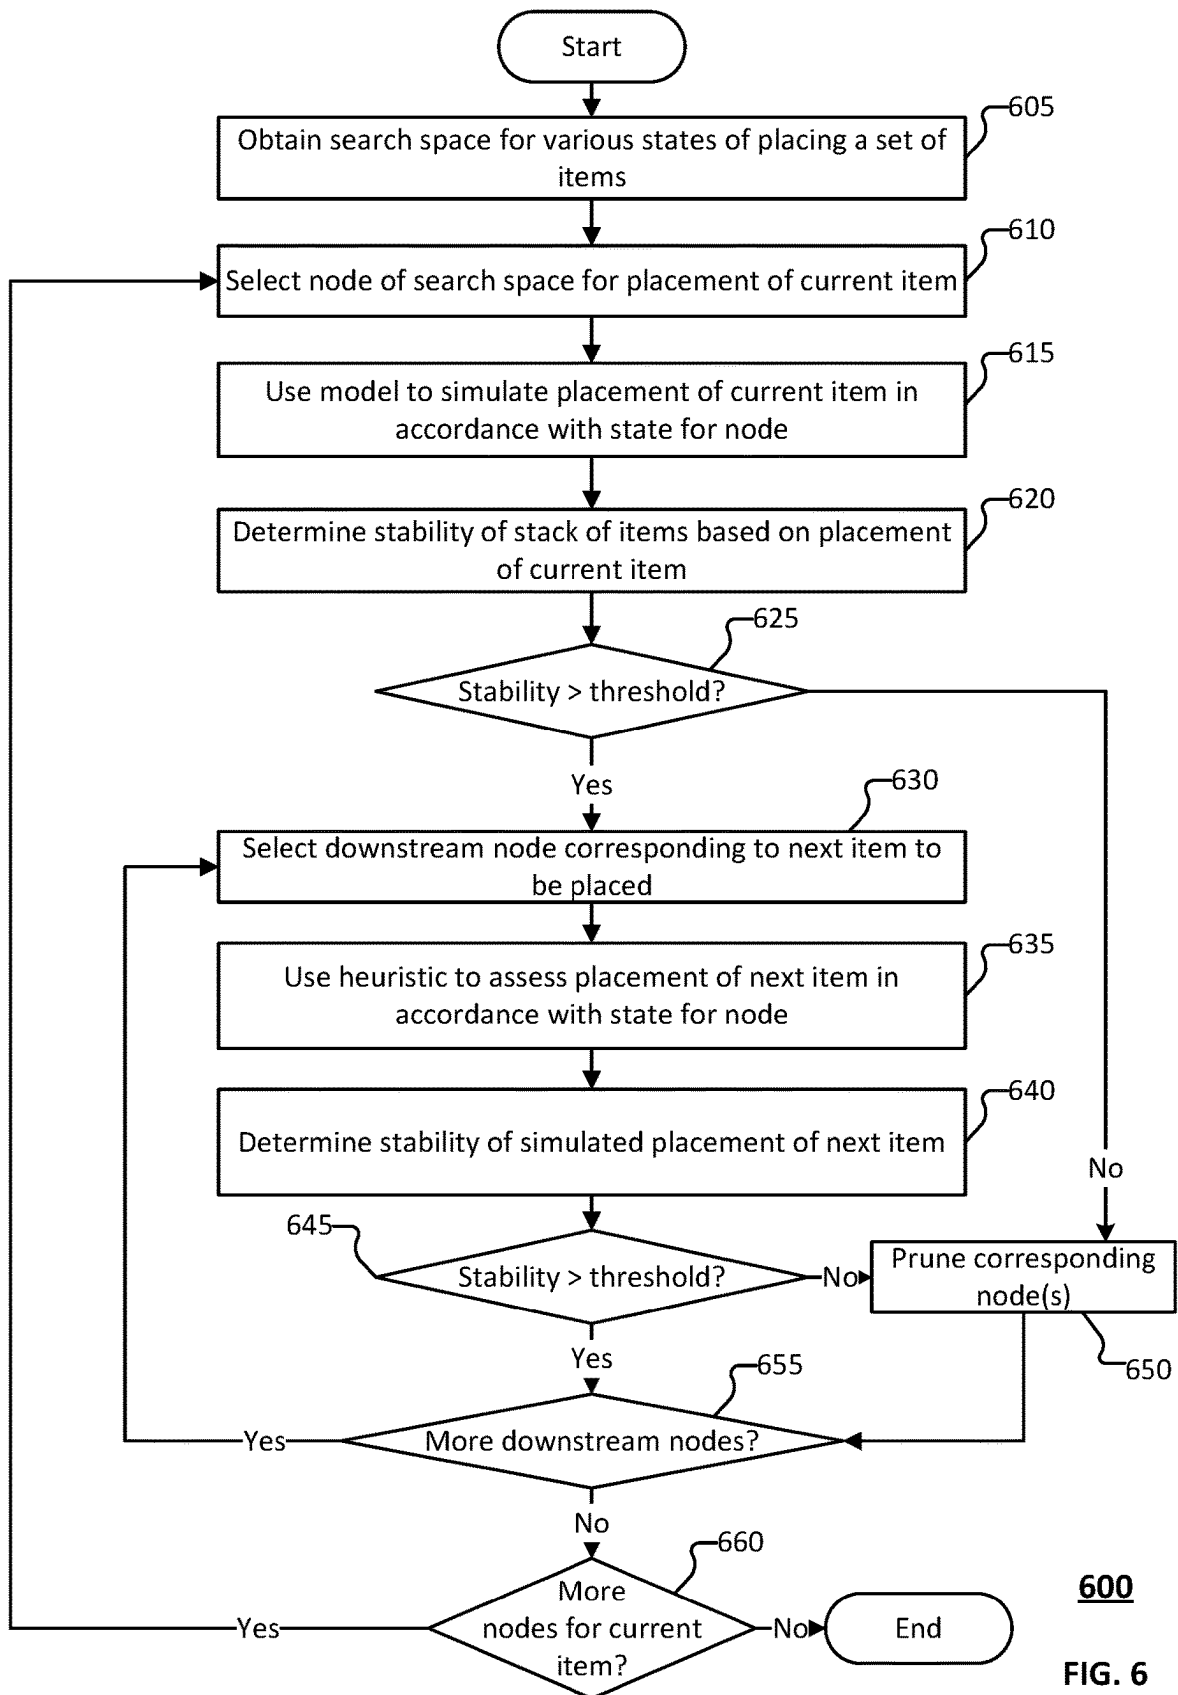 Start
605
Obtain search space for various states of placing a set of
items
610
Select node of search space for placement of current item
615
Use model to simulate placement of current item in
accordance with state for node
620
Determine stability of stack of items based on placement
of current item
625
Stability > threshold?
Yes
630
Select downstream node corresponding to next item to
be placed
635
Use heuristic to assess placement of next item in
accordance with state for node
640
Determine stability of simulated placement of next item
No
645
Stability > threshold?
No
Prune corresponding
node(s)
650
Yes
655
More downstream nodes?
Yes
No
660
More
nodes for current
item?
Yes
No
End
600
FIG. 6